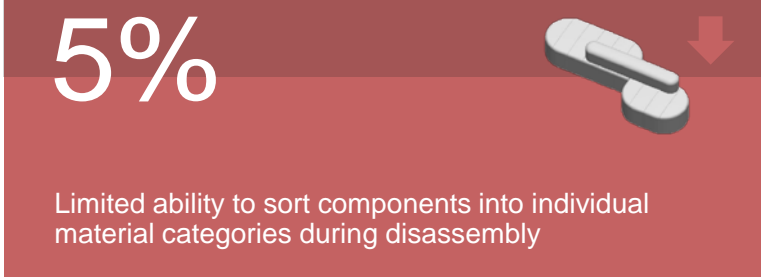 5%
Limited ability to sort components into individual
material categories during disassembly